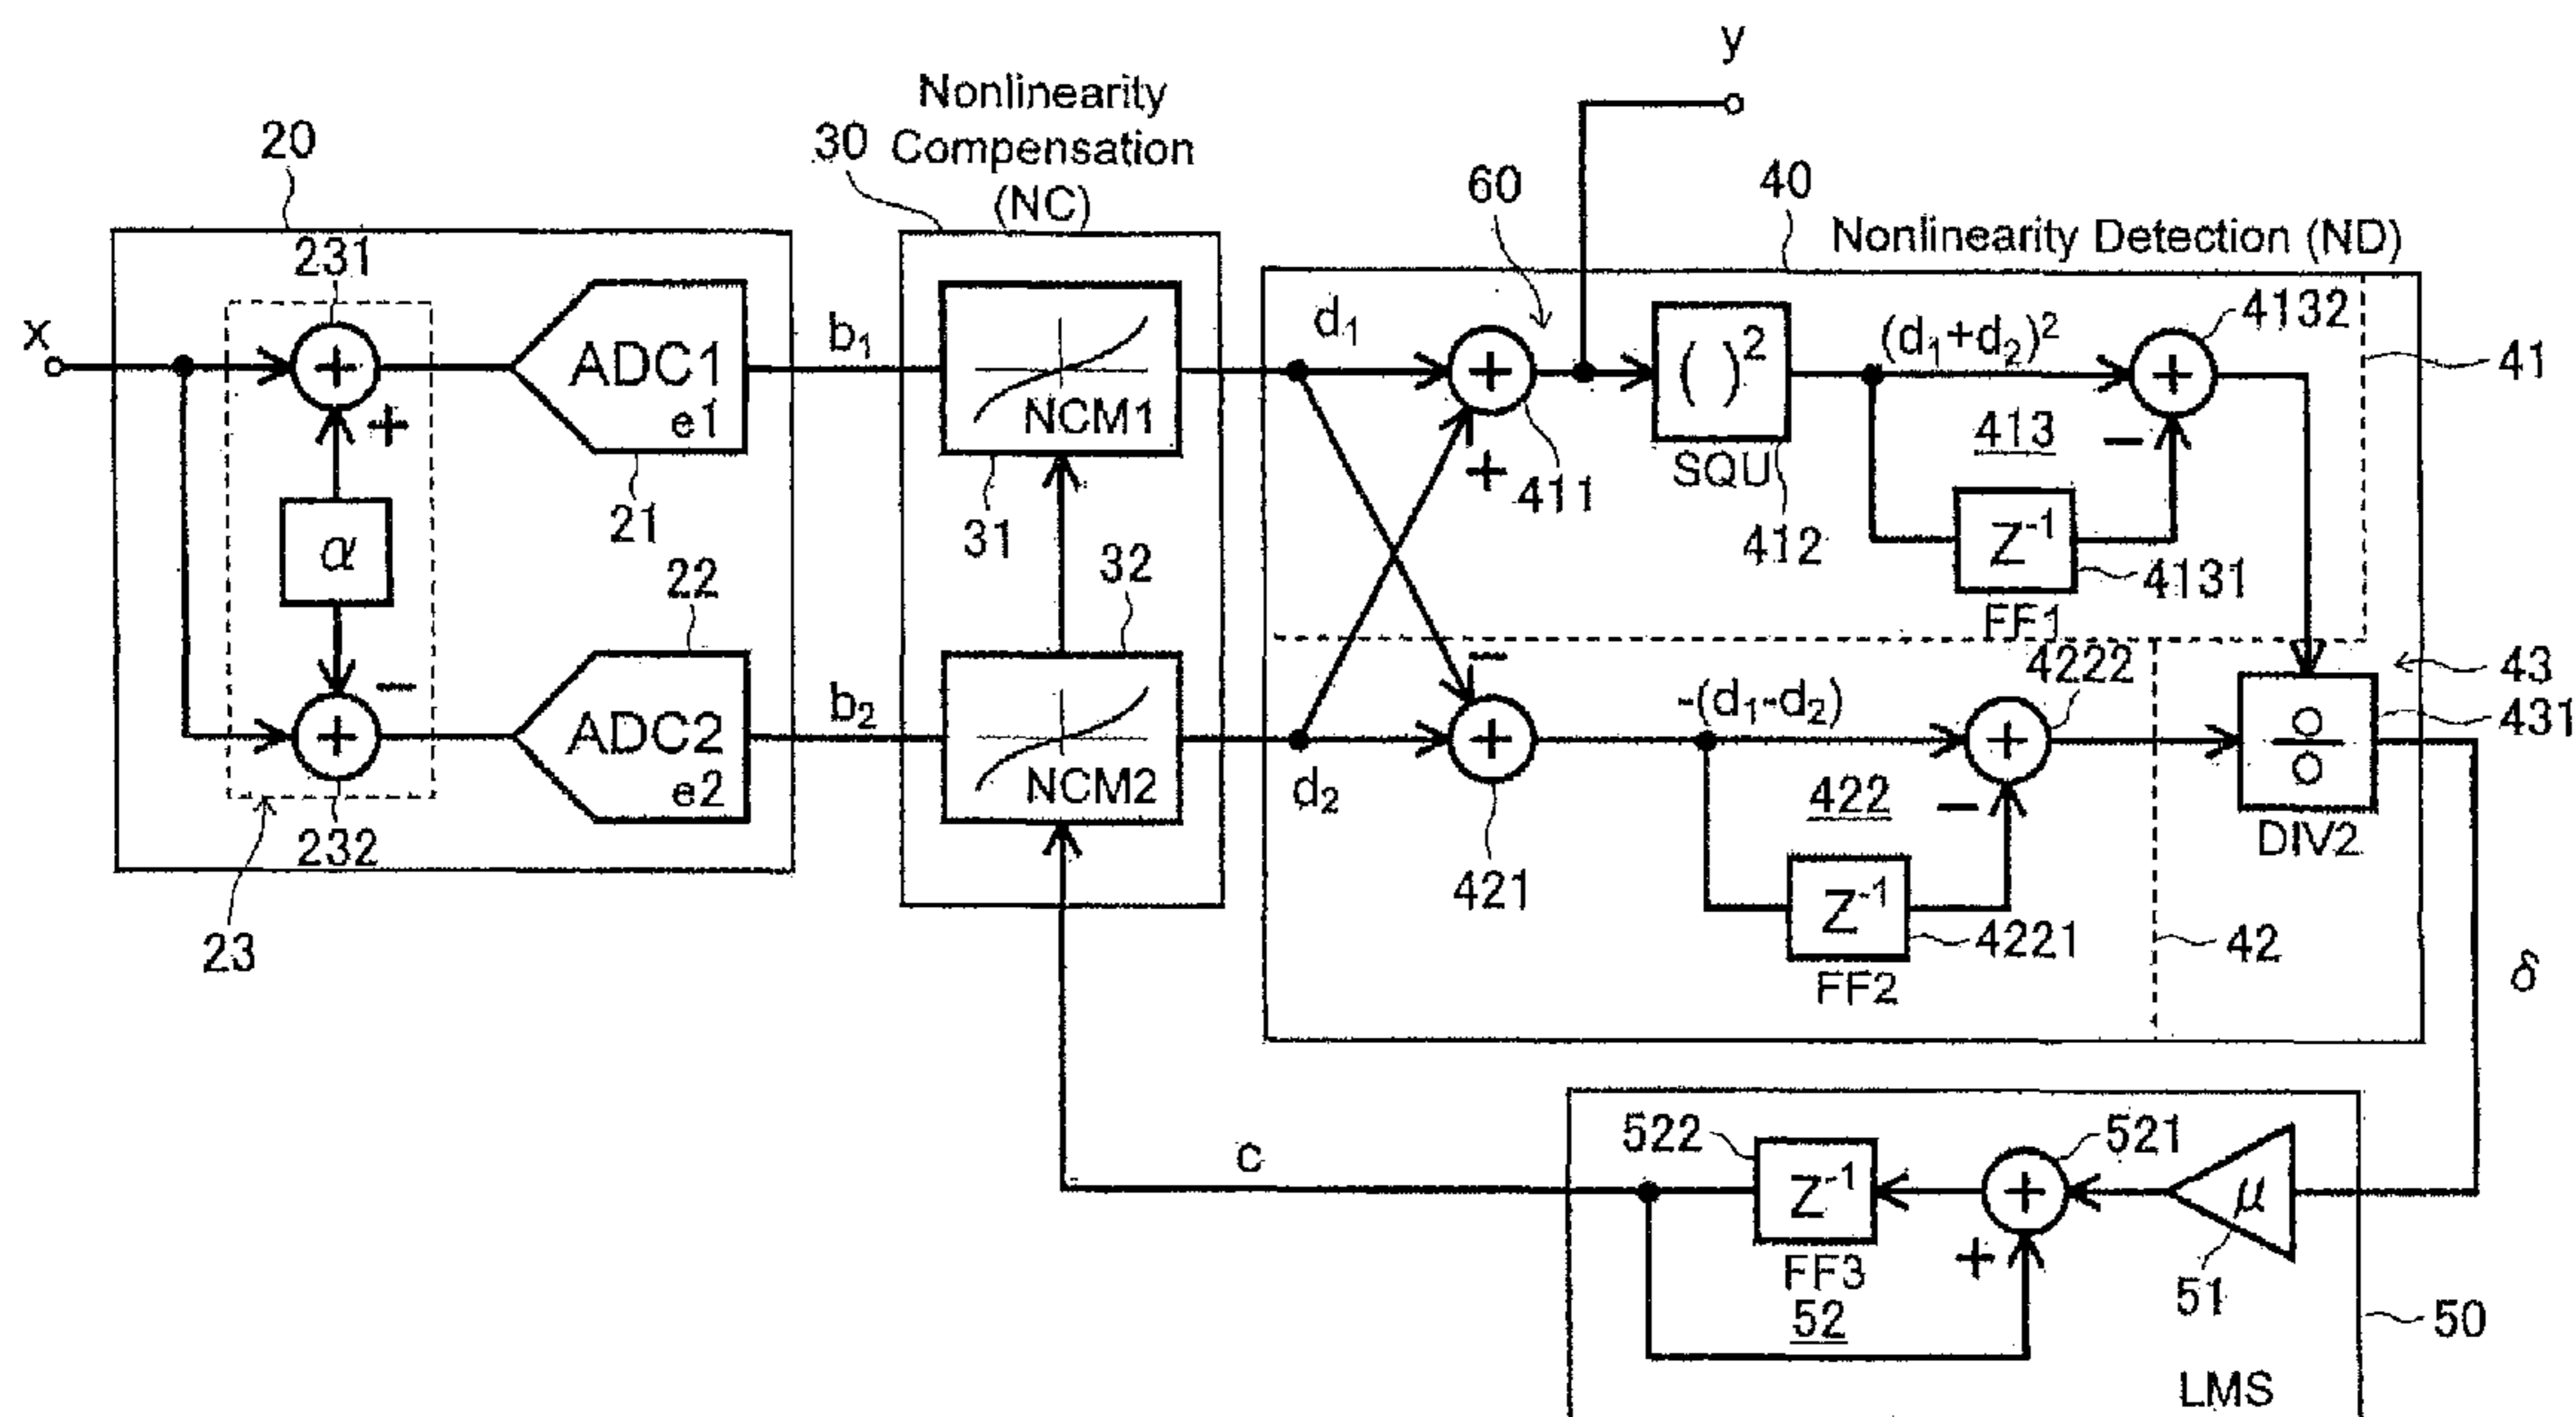 y
Nonlinearity
Compensation
(NC)
20
30
60
40
Nonlinearity Detection (ND)
231
x
+
+
ADC1
e1
21
b₁
NCM1
31
d₁
+
+
411
( )²
SQU
412
(d₁+d₂)²
+
4132
−
41
413
Z⁻¹
4131
FF1
α
22
32
−
+
232
23
ADC2
e2
b₂
NCM2
d₂
−
+
421
-(d₁-d₂)
+
4222
−
422
Z⁻¹
4221
FF2
42
43
÷
431
DIV2
δ
c
522
Z⁻¹
FF3
52
+
521
+
μ
51
50
LMS